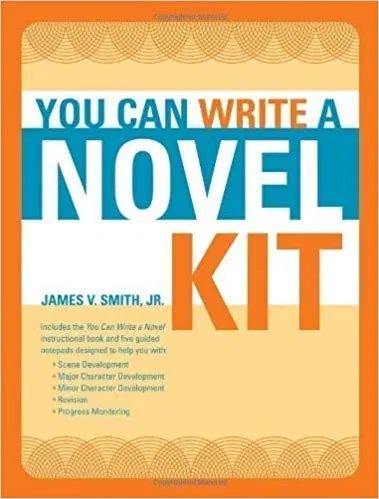 YOU CAN WRITE A
NOVEL
KIT
JAMES V. SMITH, JR.
Includes the You Can Write a Novel
instructional book and five guided
notepads designed to help you with:
• Scene Development
• Major Character Development
• Minor Character Development
• Revision
• Progress Monitoring